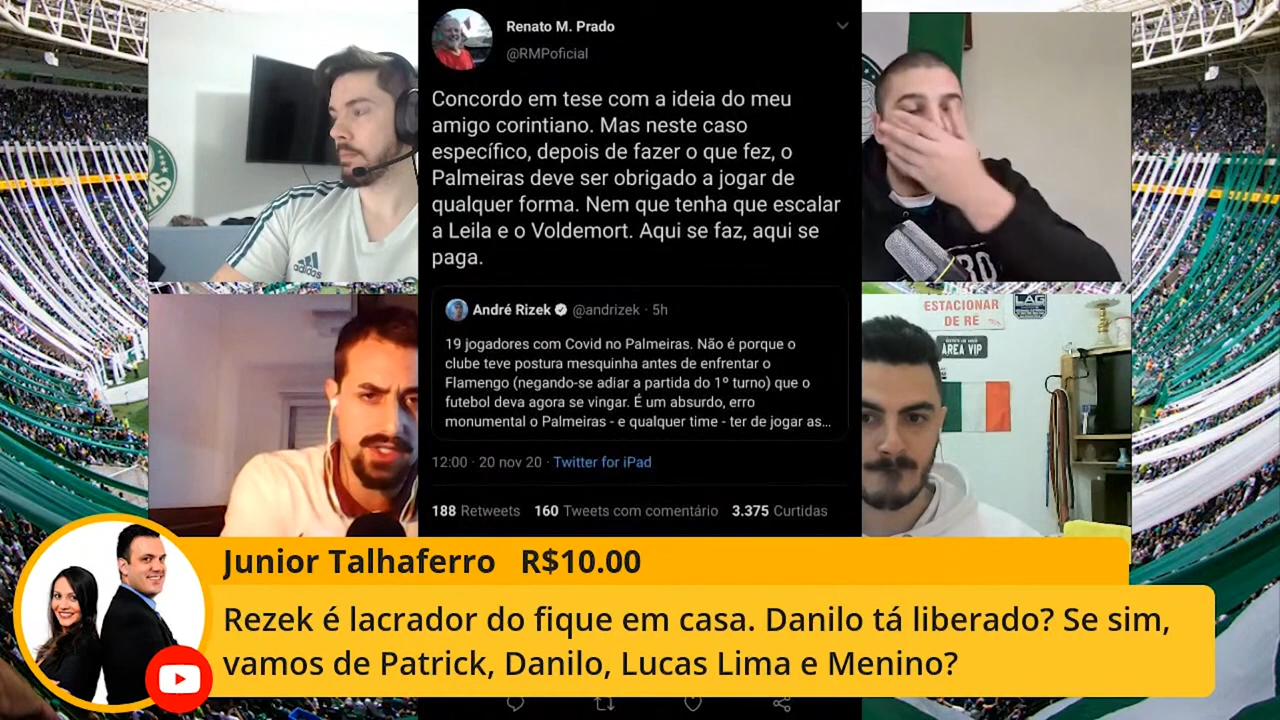 Renato M. Prado
@RMPoficial
Concordo em tese com a ideia do meu
amigo corintiano. Mas neste caso
específico, depois de fazer o que fez, o
Palmeiras deve ser obrigado a jogar de
qualquer forma. Nem que tenha que escalar
a Leila e o Voldemort. Aqui se faz, aqui se
paga.
André Rizek @andrizek · 5h
19 jogadores com Covid no Palmeiras. Não é porque o
clube teve postura mesquinha antes de enfrentar o
Flamengo (negando-se adiar a partida do 1º turno) que o
futebol deva agora se vingar. É um absurdo, erro
monumental o Palmeiras - e qualquer time - ter de jogar as...
12:00 · 20 nov 20 · Twitter for iPad
188 Retweets 160 Tweets com comentário 3.375 Curtidas
adidas
ESTACIONAR
DE RÉ
LAG
ÁREA VIP
Junior Talhaferro R$10.00
Rezek é lacrador do fique em casa. Danilo tá liberado? Se sim,
vamos de Patrick, Danilo, Lucas Lima e Menino?